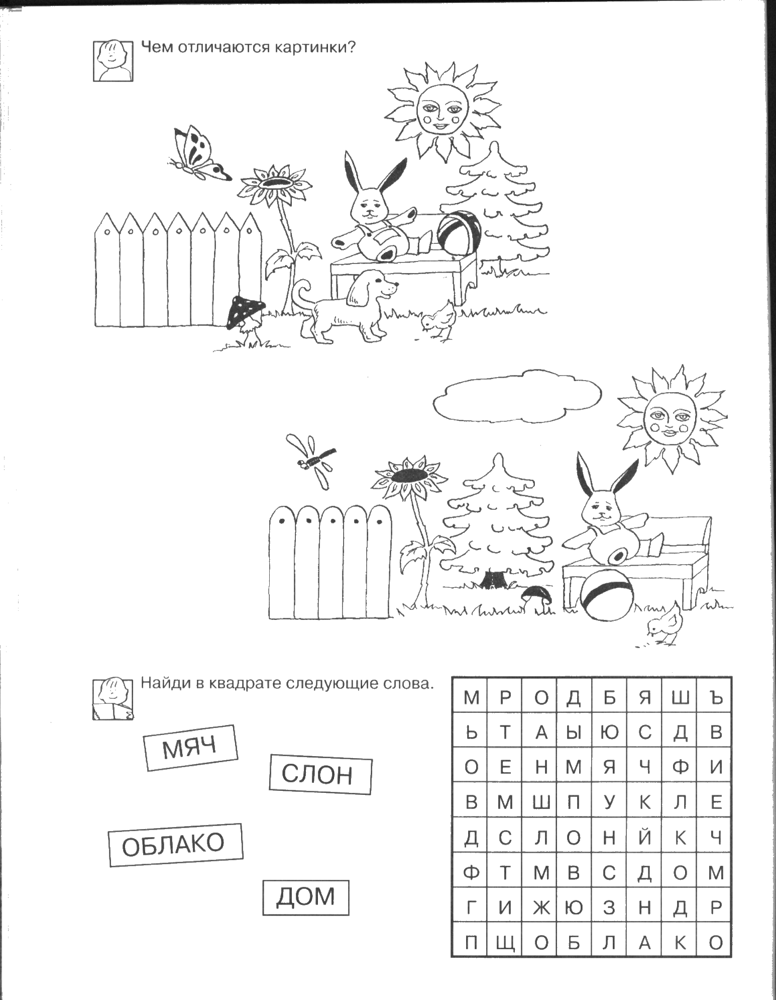 Чем отличаются картинки?
Найди в квадрате следующие слова.
МЯЧ
СЛОН
ОБЛАКО
ДОМ
М Р О Д Б Я Ш Ъ
Ь Т А Ы Ю С Д В
О Е Н М Я Ч Ф И
В М Ш П У К Л Е
Д С Л О Н Й К Ч
Ф Т М В С Д О М
Г И Ж Ю З Н Д Р
П Щ О Б Л А К О